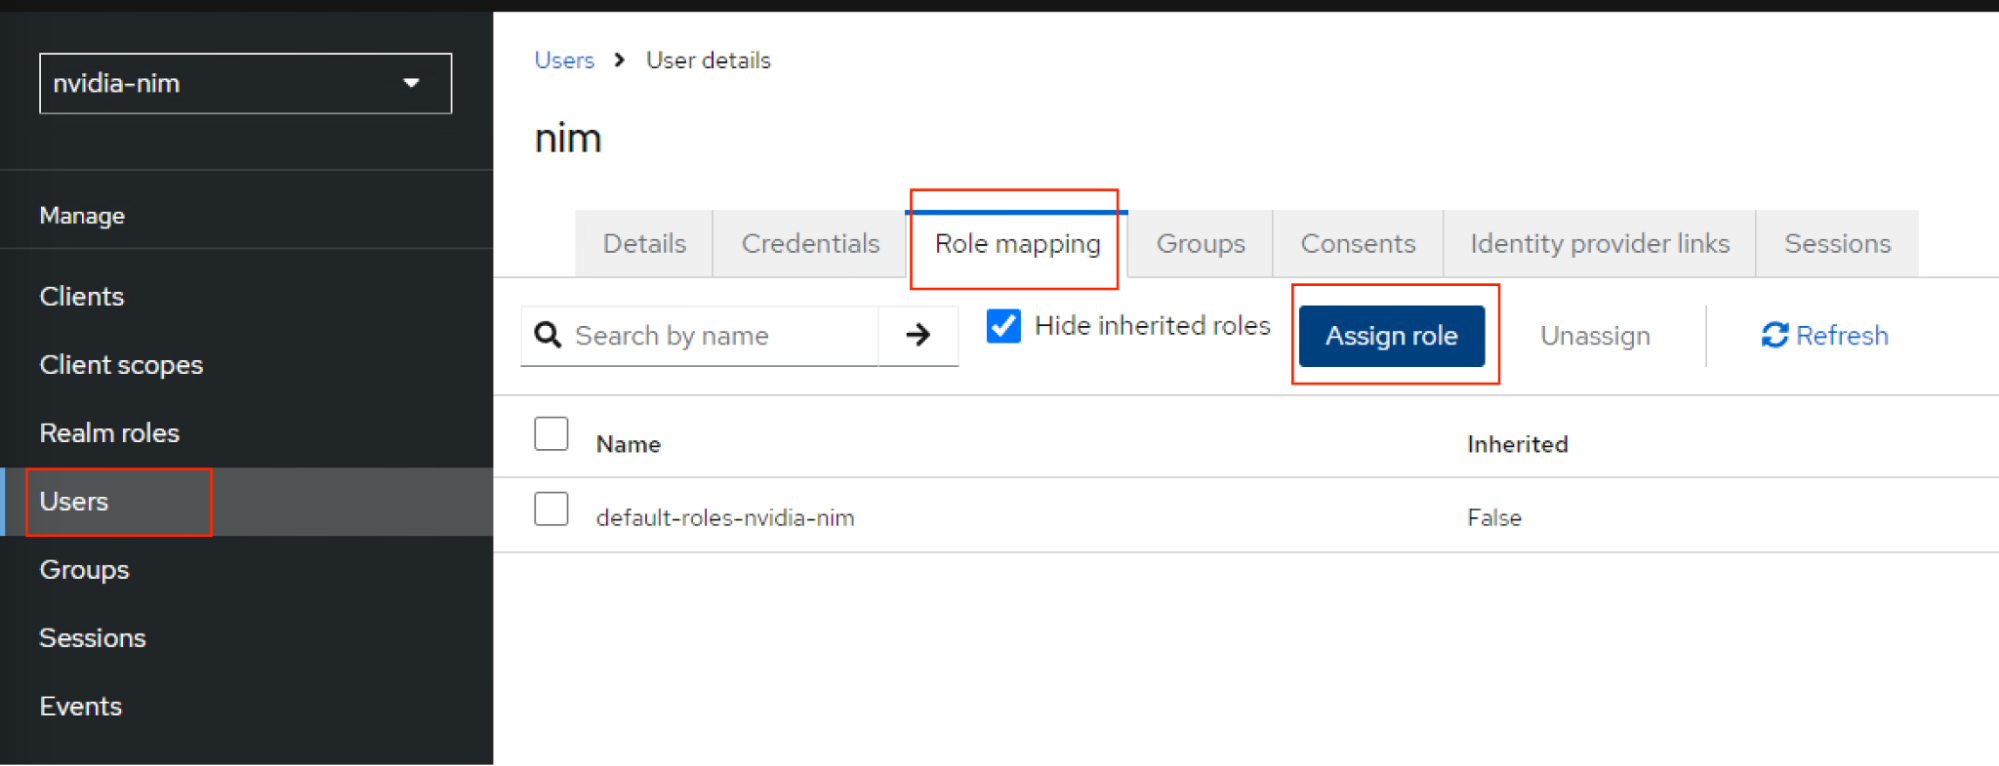 nvidia-nim
Manage
Clients
Client scopes
Realm roles
Users
Groups
Sessions
Events
Users > User details
nim
Details Credentials Role mapping Groups Consents Identity provider links Sessions
Search by name Hide inherited roles Assign role Unassign Refresh
Name Inherited
default-roles-nvidia-nim False